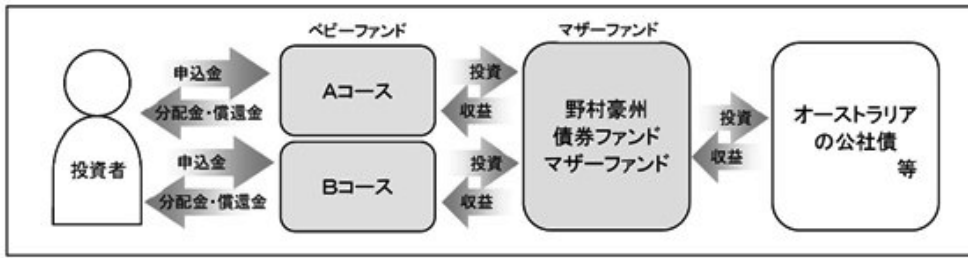 ベビーファンド
マザーファンド
申込金
分配金・償還金
Aコース
投資
収益
投資者
申込金
分配金・償還金
Bコース
投資
収益
野村豪州
債券ファンド
マザーファンド
投資
収益
オーストラリア
の公社債
等